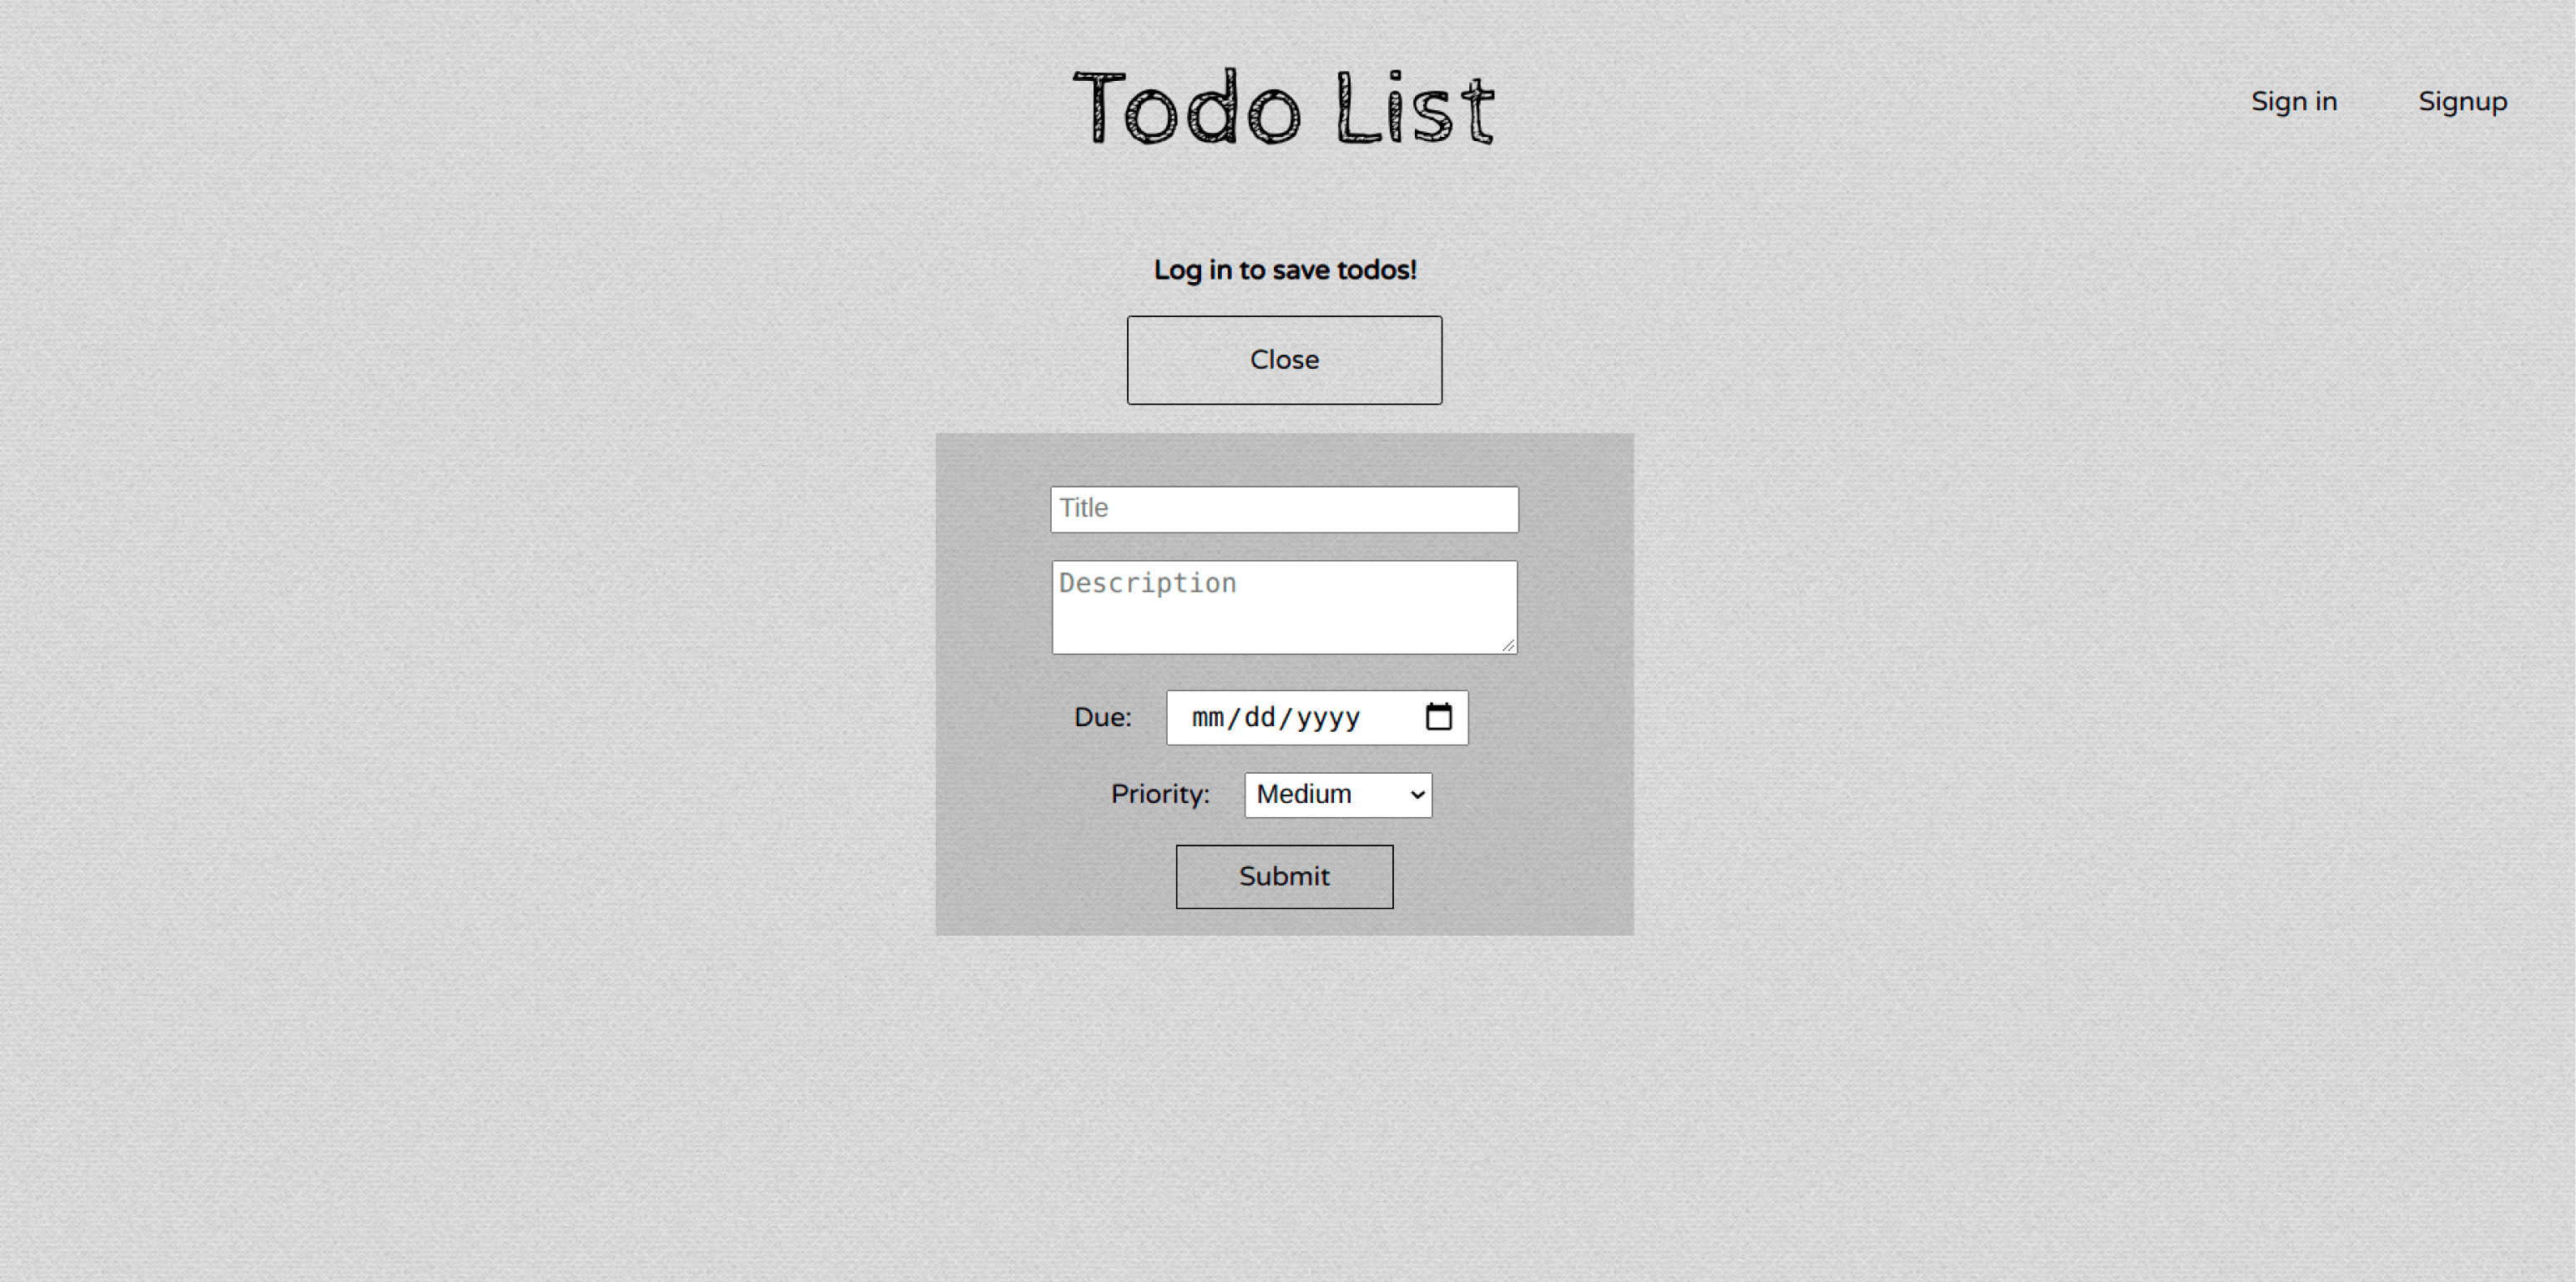 Todo List
Sign in
Signup
Log in to save todos!
Close
Title
Description
Due: mm/dd/yyyy
Priority: Medium
Submit